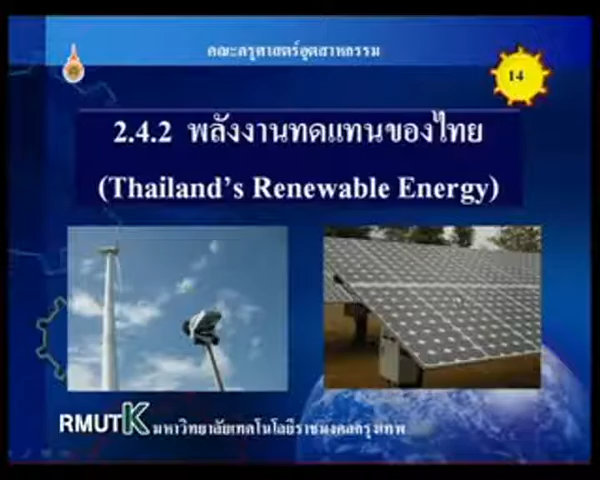 คณะครุศาสตร์อุตสาหกรรม
14
2.4.2 พลังงานทดแทนของไทย
(Thailand's Renewable Energy)
RMUTK มหาวิทยาลัยเทคโนโลยีราชมงคลกรุงเทพ